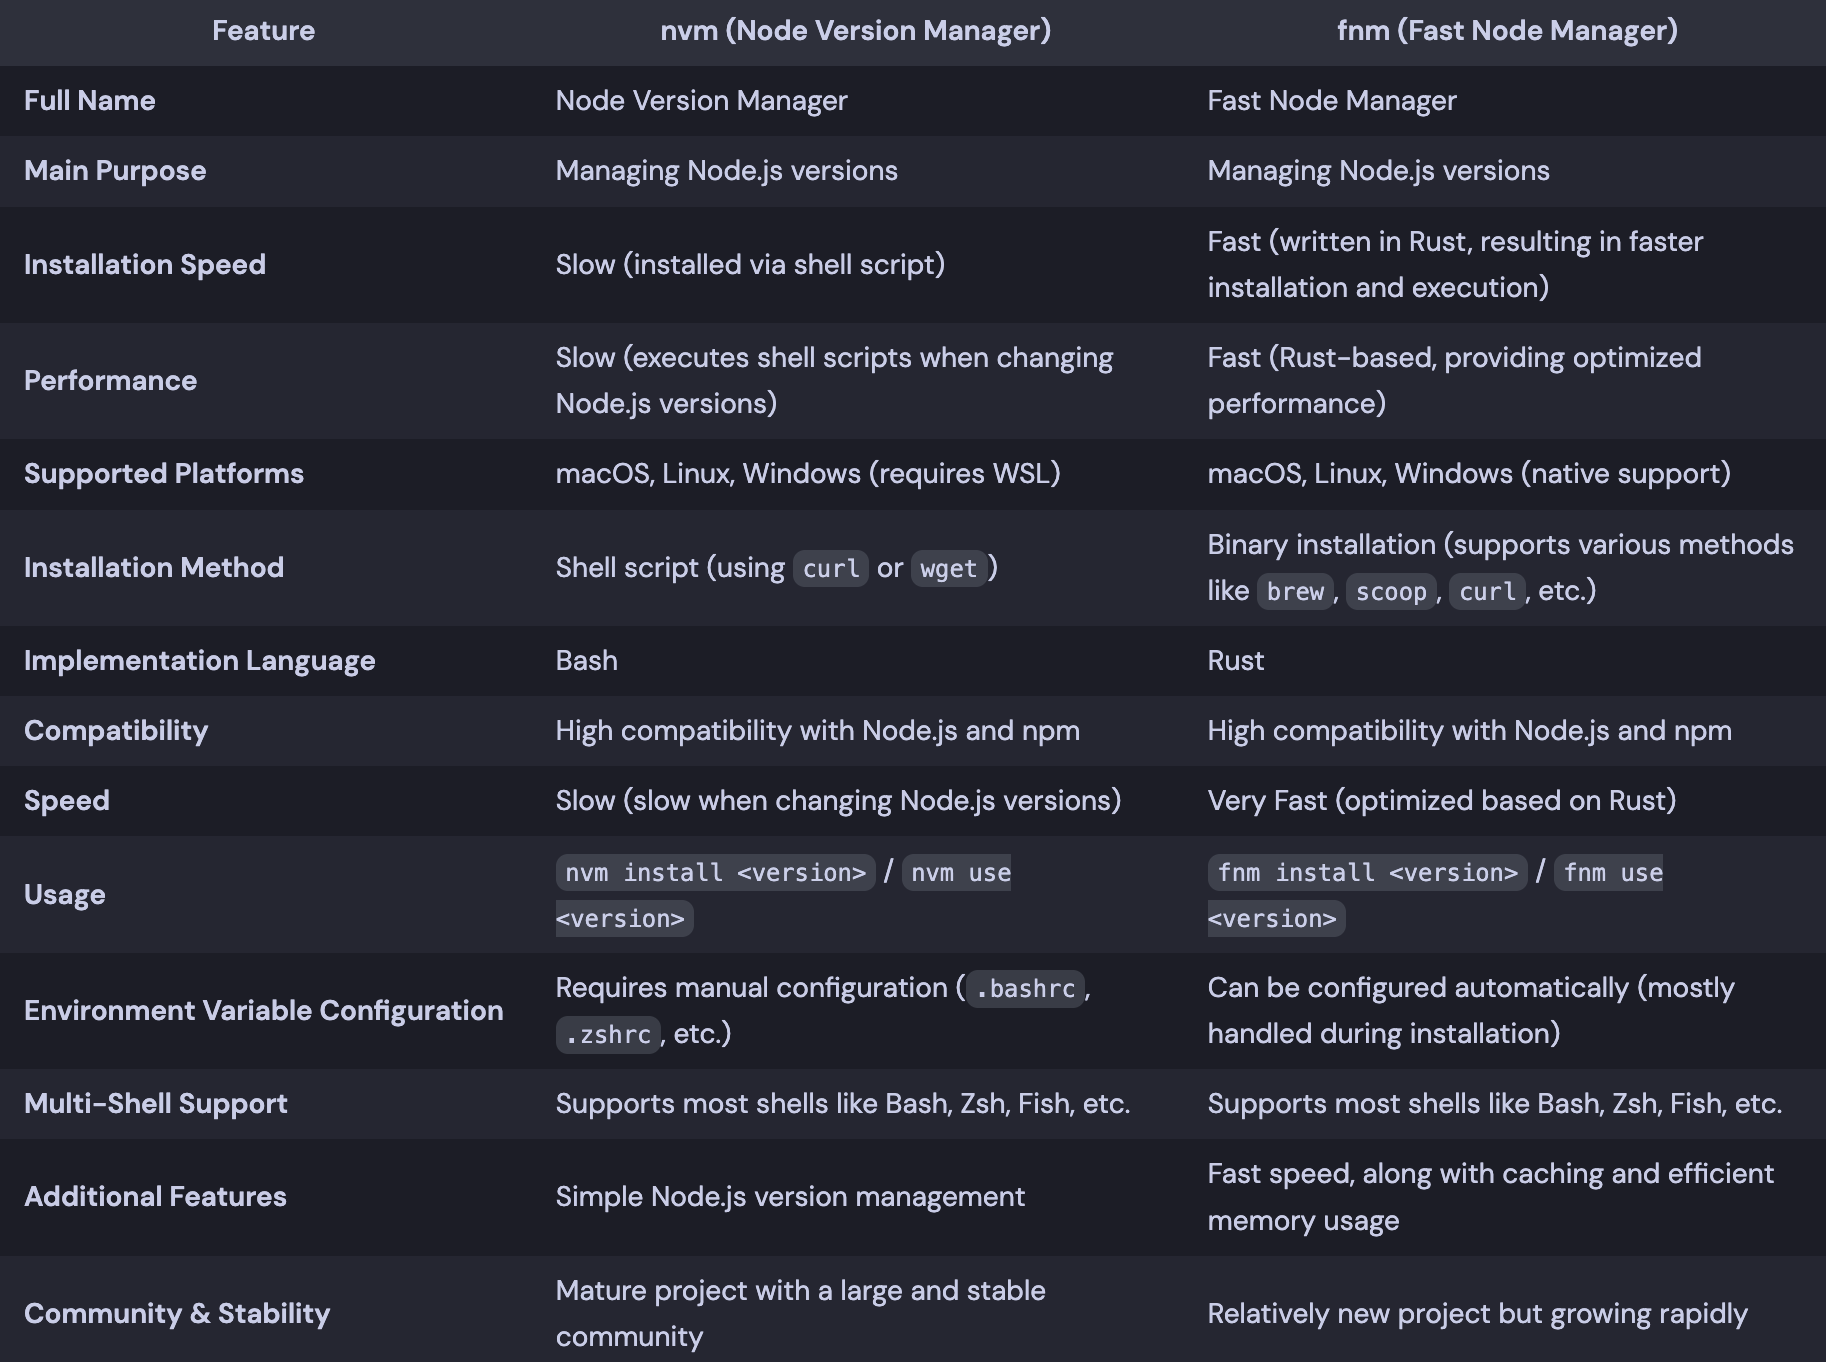 Feature nvm (Node Version Manager) fnm (Fast Node Manager)
Full Name Node Version Manager Fast Node Manager
Main Purpose Managing Node.js versions Managing Node.js versions
Installation Speed Slow (installed via shell script) Fast (written in Rust, resulting in faster
installation and execution)
Performance Slow (executes shell scripts when changing
Node.js versions)
Fast (Rust-based, providing optimized
performance)
Supported Platforms macOS, Linux, Windows (requires WSL) macOS, Linux, Windows (native support)
Installation Method Shell script (using curl or wget) Binary installation (supports various methods
like brew, scoop, curl, etc.)
Implementation Language Bash Rust
Compatibility High compatibility with Node.js and npm High compatibility with Node.js and npm
Speed Slow (slow when changing Node.js versions) Very Fast (optimized based on Rust)
Usage nvm install <version> / nvm use
<version>
fnm install <version> / fnm use
<version>
Environment Variable Configuration Requires manual configuration (.bashrc,
.zshrc, etc.)
Can be configured automatically (mostly
handled during installation)
Multi-Shell Support Supports most shells like Bash, Zsh, Fish, etc. Supports most shells like Bash, Zsh, Fish, etc.
Additional Features Simple Node.js version management Fast speed, along with caching and efficient
memory usage
Community & Stability Mature project with a large and stable
community
Relatively new project but growing rapidly